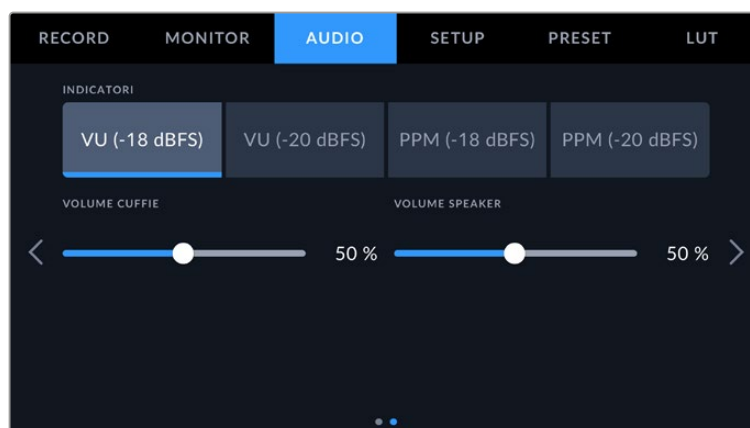 RECORD MONITOR AUDIO SETUP PRESET LUT
INDICATORI
VU (-18 dBFS) VU (-20 dBFS) PPM (-18 dBFS) PPM (-20 dBFS)
VOLUME CUFFIE VOLUME SPEAKER
50 % 50 %